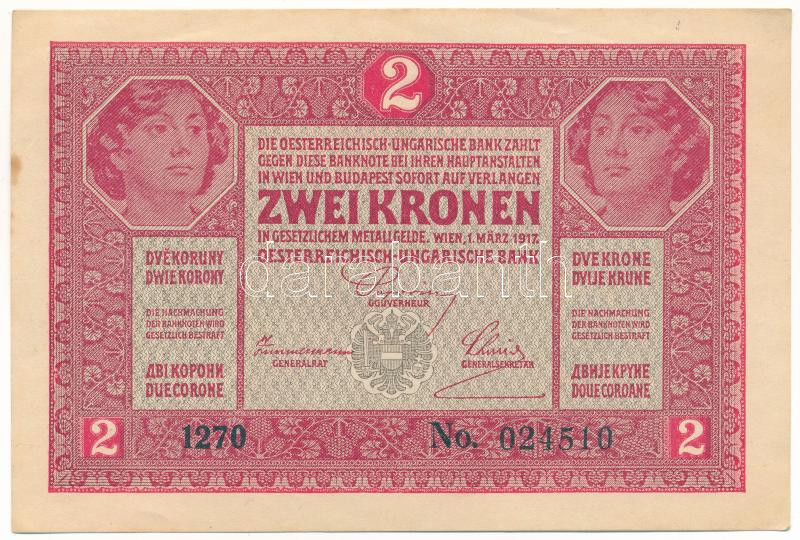 2
DIE OESTERREICHISCH-UNGARISCHE BANK ZAHLT
GEGEN DIESE BANKNOTE BEI IHREN HAUPTANSTALTEN
IN WIEN UND BUDAPEST SOFORT AUF VERLANGEN
ZWEI KRONEN
IN GESETZLICHEM METALLGELDE. WIEN, 1. MÄRZ 1917.
OESTERREICHISCH-UNGARISCHE BANK
GOUVERNEUR
GENERALRAT
GENERALSEKRETÄR
DVĚ KORUNY
DWIE KORONY
DIE NACHMACHUNG
DER BANKNOTEN WIRD
GESETZLICH BESTRAFT
ДВІ КОРОНИ
DUE CORONE
DVE KRONE
DVIJE KRUNE
DIE NACHMACHUNG
DER BANKNOTEN WIRD
GESETZLICH BESTRAFT
ДВИЈЕ КРУНЕ
DOUE COROANE
2
1270
No. 024510
2
darabanth